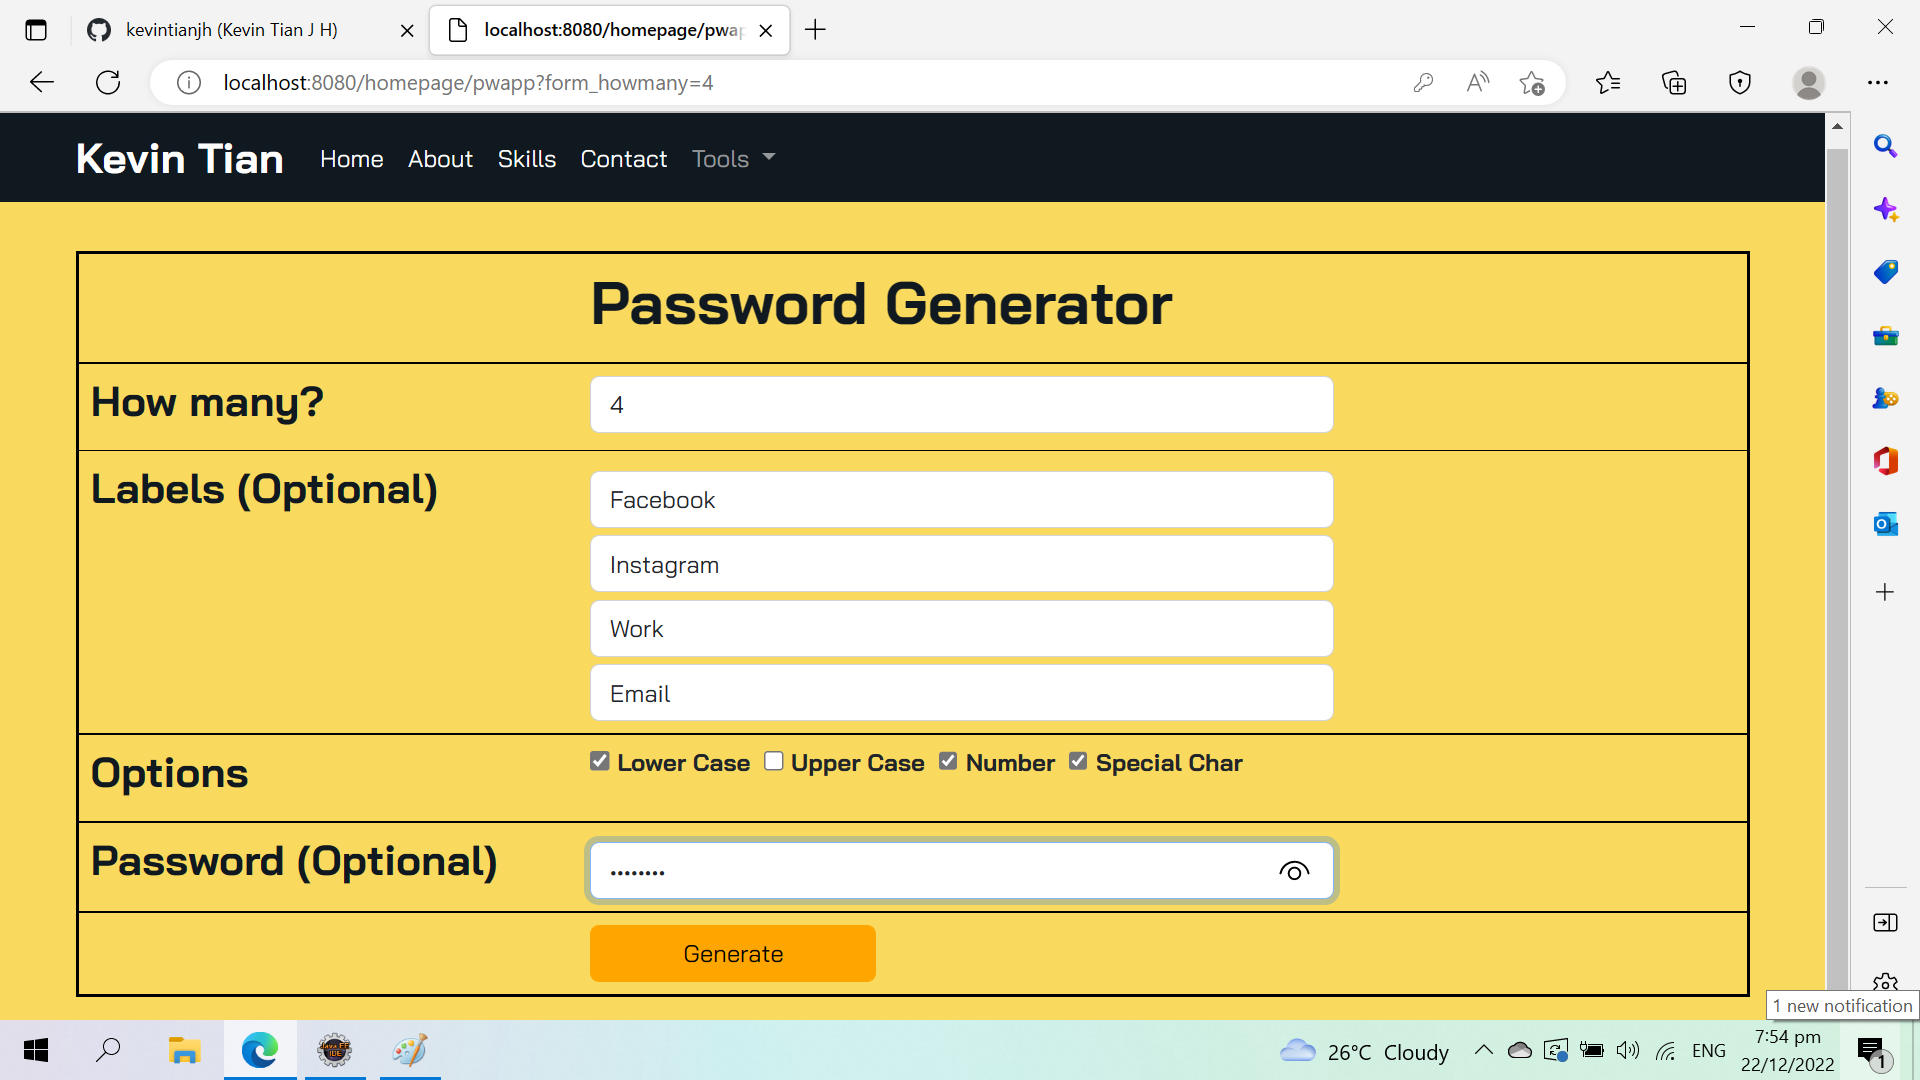 kevintianjh (Kevin Tian J H)
localhost:8080/homepage/pwap
localhost:8080/homepage/pwapp?form_howmany=4
Kevin Tian Home About Skills Contact Tools
Password Generator
How many? 4
Labels (Optional) Facebook
Instagram
Work
Email
Options Lower Case Upper Case Number Special Char
Password (Optional) ........
Generate
1 new notification
26°C Cloudy ENG 7:54 pm
22/12/2022 1